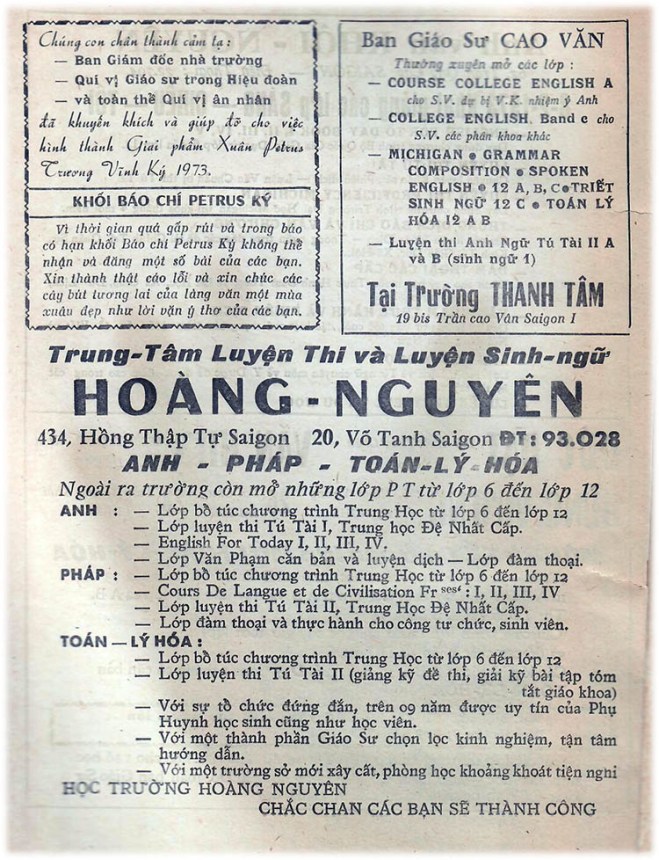 Chúng con chân thành cảm tạ :
— Ban Giám đốc nhà trường
— Quí vị Giáo sư trong Hiệu đoàn
— và toàn thể Quí vị ân nhân
đã khuyến khích và giúp đỡ cho việc
hình thành Giai phẩm Xuân Petrus
Trương Vĩnh Ký 1973.
KHỐI BÁO CHÍ PETRUS KÝ
Vì thời gian quá gấp rút và trong báo
có hạn khối Báo chí Petrus Ký không thể
nhận và đăng một số bài của các bạn.
Xin thành thật cáo lỗi và xin chúc các
cây bút tương lai của làng văn một mùa
xuân đẹp như lời văn ý thơ của các bạn.
Ban Giáo Sư CAO VĂN
Thường xuyên mở các lớp :
— COURSE COLLEGE ENGLISH A
cho S.V. dự bị V.K. nhiệm ý Anh
— COLLEGE ENGLISH, Band c cho
S.V. các phân khoa khác
— MICHIGAN • GRAMMAR
COMPOSITION • SPOKEN
ENGLISH • 12 A, B, C • TRIẾT
SINH NGỮ 12 C • TOÁN LÝ
HÓA 12 A B
— Luyện thi Anh Ngữ Tú Tài II A
và B (sinh ngữ 1)
Tại Trường THANH TÂM
19 bis Trần cao Vân Saigon I
Trung-Tâm Luyện Thi và Luyện Sinh-ngữ
HOÀNG-NGUYÊN
434, Hồng Thập Tự Saigon 20, Võ Tanh Saigon ĐT: 93.028
ANH - PHÁP - TOÁN-LÝ-HÓA
Ngoài ra trường còn mở những lớp PT từ lớp 6 đến lớp 12
ANH : — Lớp bổ túc chương trình Trung Học từ lớp 6 đến lớp 12
— Lớp luyện thi Tú Tài I, Trung học Đệ Nhất Cấp.
— English For Today I, II, III, IV.
— Lớp Văn Phạm căn bản và luyện dịch — Lớp đàm thoại.
PHÁP : — Lớp bổ túc chương trình Trung Học từ lớp 6 đến lớp 12
— Cours De Langue et de Civilisation Fr ses : I, II, III, IV
— Lớp luyện thi Tú Tài II, Trung Học Đệ Nhất Cấp.
— Lớp đàm thoại và thực hành cho công tư chức, sinh viên.
TOÁN — LÝ HÓA :
— Lớp bổ túc chương trình Trung Học từ lớp 6 đến lớp 12
— Lớp luyện thi Tú Tài II (giảng kỹ đề thi, giải kỹ bài tập tóm
tắt giáo khoa)
— Với sự tổ chức đứng đắn, trên 09 năm được uy tín của Phụ
Huynh học sinh cũng như học viên.
— Với một thành phần Giáo Sư chọn lọc kinh nghiệm, tận tâm
hướng dẫn.
— Với một trường sở mới xây cất, phòng học khoảng khoát tiện nghi
HỌC TRƯỜNG HOÀNG NGUYÊN
CHẮC CHAN CÁC BẠN SẼ THÀNH CÔNG